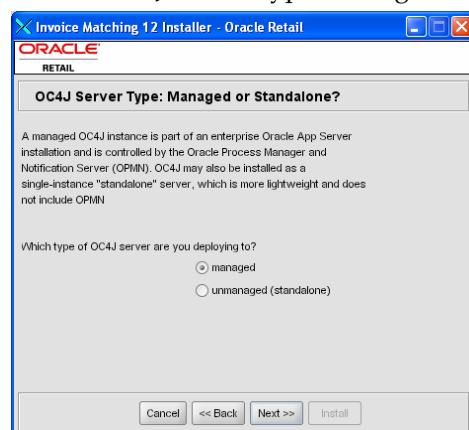 Invoice Matching 12 Installer - Oracle Retail
ORACLE
RETAIL
OC4J Server Type: Managed or Standalone?
A managed OC4J instance is part of an enterprise Oracle App Server
installation and is controlled by the Oracle Process Manager and
Notification Server (OPMN). OC4J may also be installed as a
single-instance "standalone" server, which is more lightweight and does
not include OPMN
Which type of OC4J server are you deploying to?
managed
unmanaged (standalone)
Cancel << Back Next >> Install